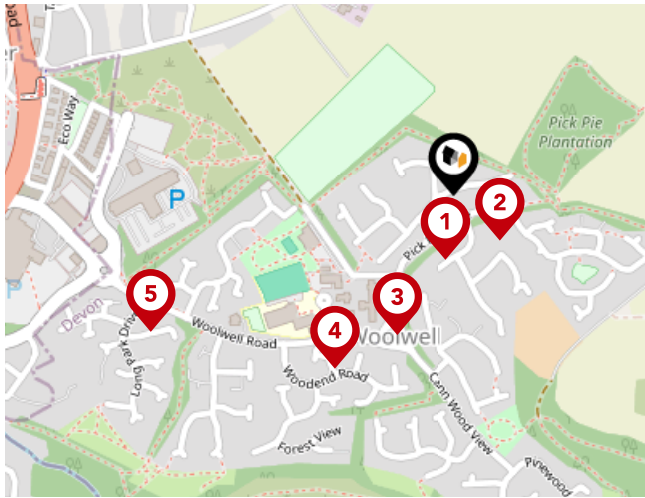 Eco Way
P
Pick Pie
Plantation
2
1
Pick
P
5
Devon
3
4
Woolwell
Woolwell Road
Long Park Drive
Woodend Road
Cann Wood View
Forest View
Pinewood